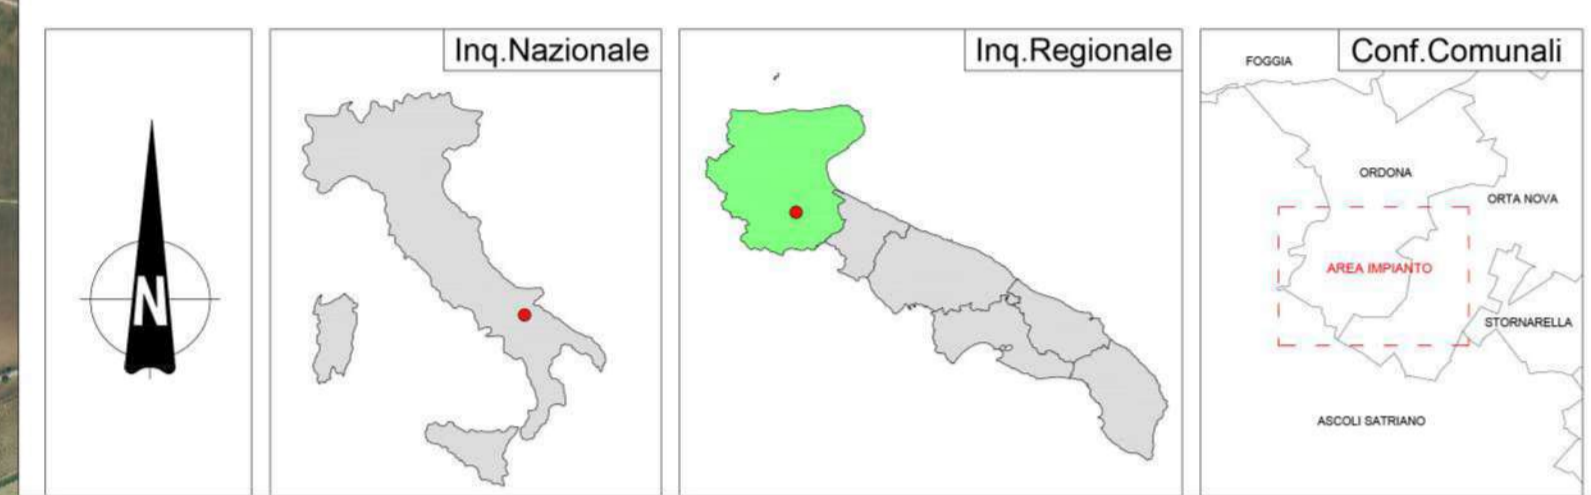 N
Inq.Nazionale
Inq.Regionale
Conf.Comunali
FOGGIA
ORDONA
ORTA NOVA
AREA IMPIANTO
STORNARELLA
ASCOLI SATRIANO